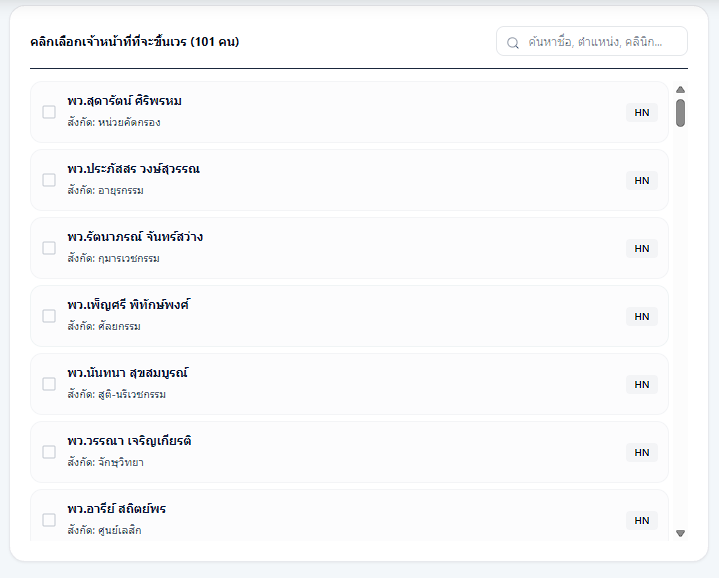 คลิกเลือกเจ้าหน้าที่ที่จะขึ้นเวร (101 คน)
ค้นหาชื่อ, ตำแหน่ง, คลินิก...
พว.สุดารัตน์ ศิริพรหม
สังกัด: หน่วยคัดกรอง
HN
พว.ประภัสสร วงษ์สุวรรณ
สังกัด: อายุรกรรม
HN
พว.รัตนาภรณ์ จันทร์สว่าง
สังกัด: กุมารเวชกรรม
HN
พว.เพ็ญศรี พิทักษ์พงศ์
สังกัด: ศัลยกรรม
HN
พว.นันทนา สุขสมบูรณ์
สังกัด: สูติ-นรีเวชกรรม
HN
พว.วรรณา เจริญเกียรติ
สังกัด: จักษุวิทยา
HN
พว.อารีย์ สถิตย์พร
สังกัด: ศูนย์เลสิก
HN